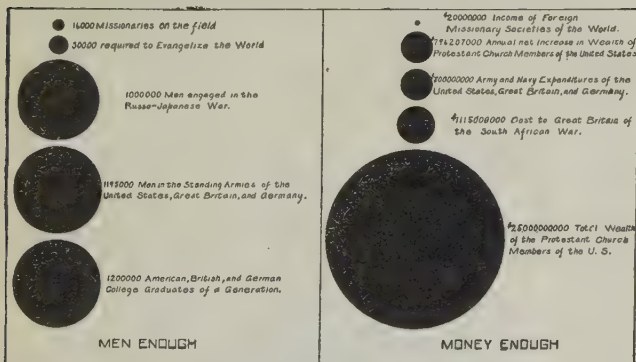 14000 Missionaries on the field
50000 required to Evangelize the World
1000000 Men engaged in the
Russo-Japanese War.
1195000 Men in the Standing Armies of the
United States, Great Britain, and Germany.
1200000 American, British, and German
College Graduates of a Generation.
MEN ENOUGH
$20000000 Income of Foreign
Missionary Societies of the World.
Annual net Increase in Wealth of
Protestant Church Members of the United States
$700000000 Army and Navy Expenditures of the
United States, Great Britain, and Germany.
$1115008000 Cost to Great Britain of
the South African War.
$25000000000 Total Wealth
of the Protestant Church
Members of the U.S.
MONEY ENOUGH